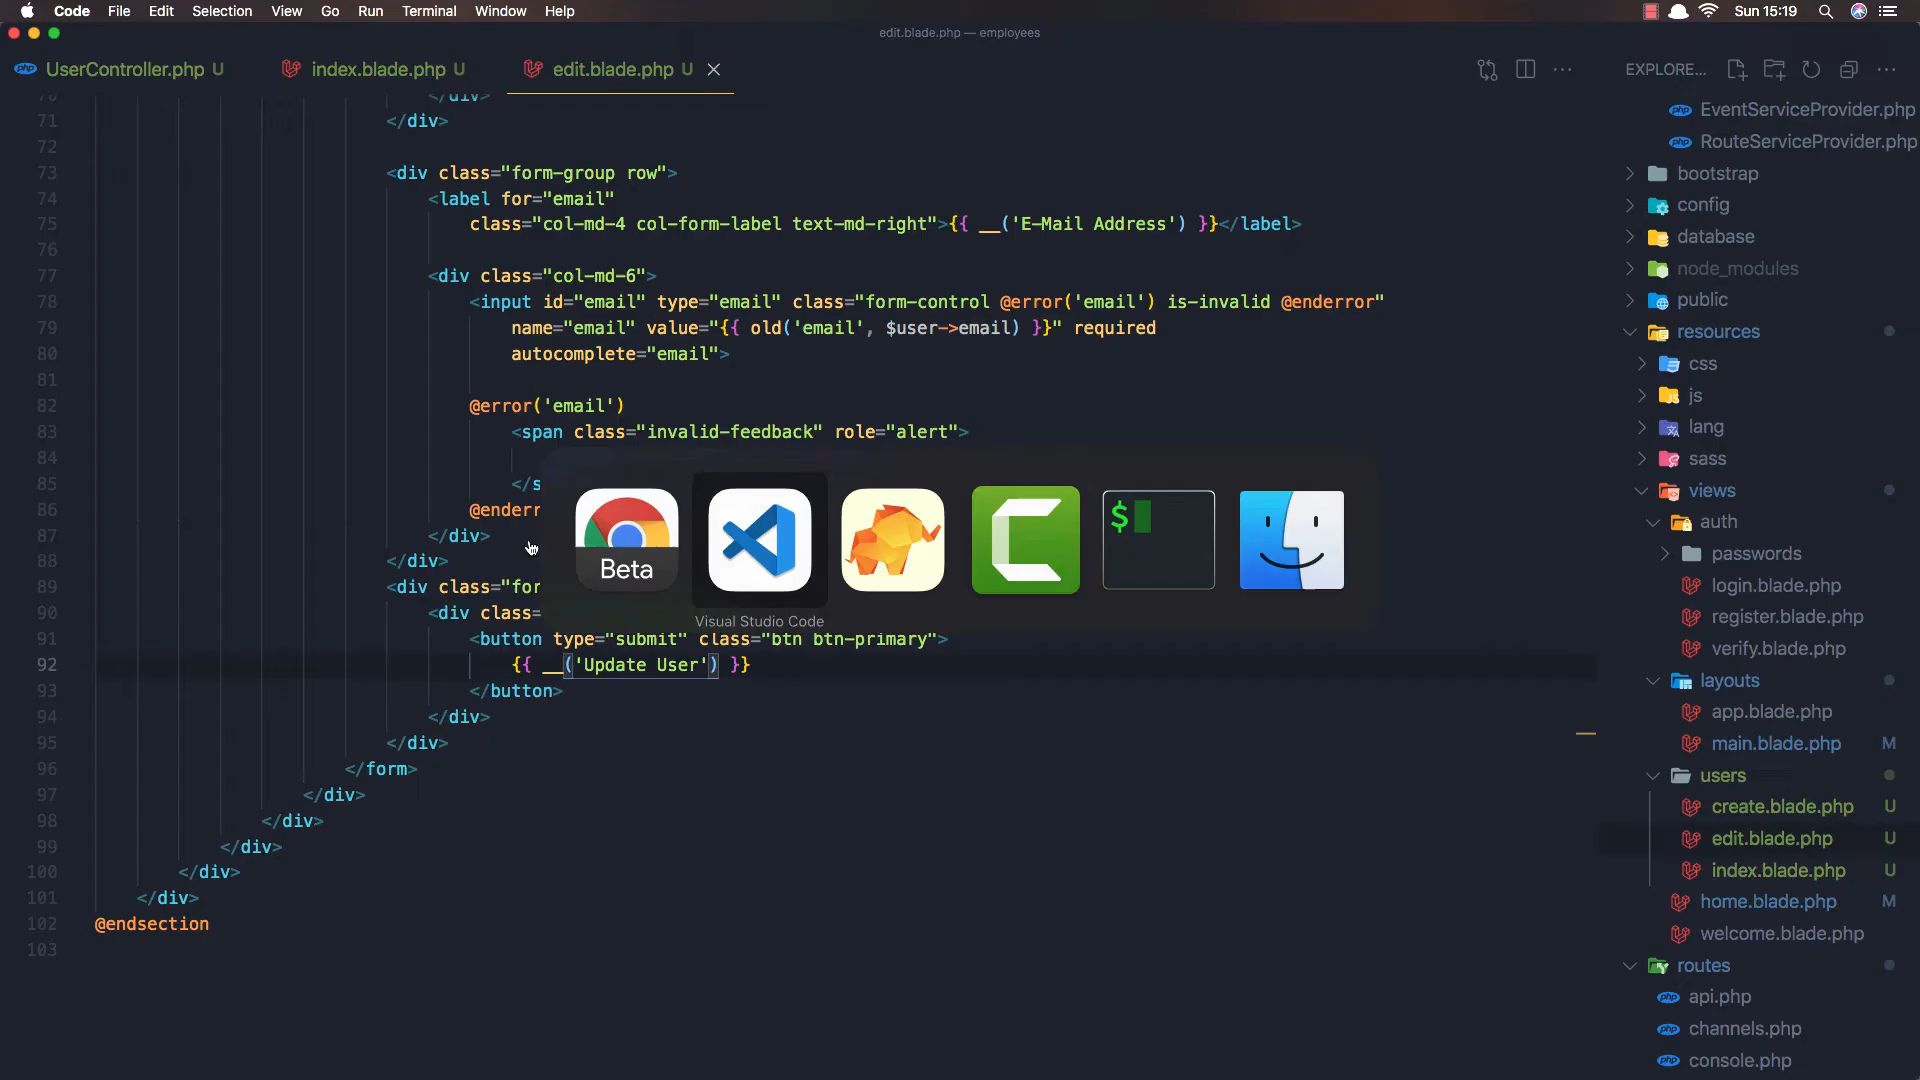 Code File Edit Selection View Go Run Terminal Window Help Sun 15:19
edit.blade.php — employees
UserController.php U index.blade.php U edit.blade.php U
EXPLORE...
71 </div>
72
73 <div class="form-group row">
74 <label for="email"
75 class="col-md-4 col-form-label text-md-right">{{ __('E-Mail Address') }}</label>
76
77 <div class="col-md-6">
78 <input id="email" type="email" class="form-control @error('email') is-invalid @enderror"
79 name="email" value="{{ old('email', $user->email) }}" required
80 autocomplete="email">
81
82 @error('email')
83 <span class="invalid-feedback" role="alert">
84
85 </s
86 @enderr
87 </div>
88 </div>
89 <div class="for
90 <div class=
91 <button type="submit" class="btn btn-primary">
92 {{ __('Update User') }}
93 </button>
94 </div>
95 </div>
96 </form>
97 </div>
98 </div>
99 </div>
100 </div>
101 </div>
102 @endsection
103
Beta
$
Visual Studio Code
EventServiceProvider.php
RouteServiceProvider.php
bootstrap
config
database
node_modules
public
resources
css
js
lang
sass
views
auth
passwords
login.blade.php
register.blade.php
verify.blade.php
layouts
app.blade.php
main.blade.php M
users
create.blade.php U
edit.blade.php U
index.blade.php U
home.blade.php M
welcome.blade.php
routes
api.php
channels.php
console.php